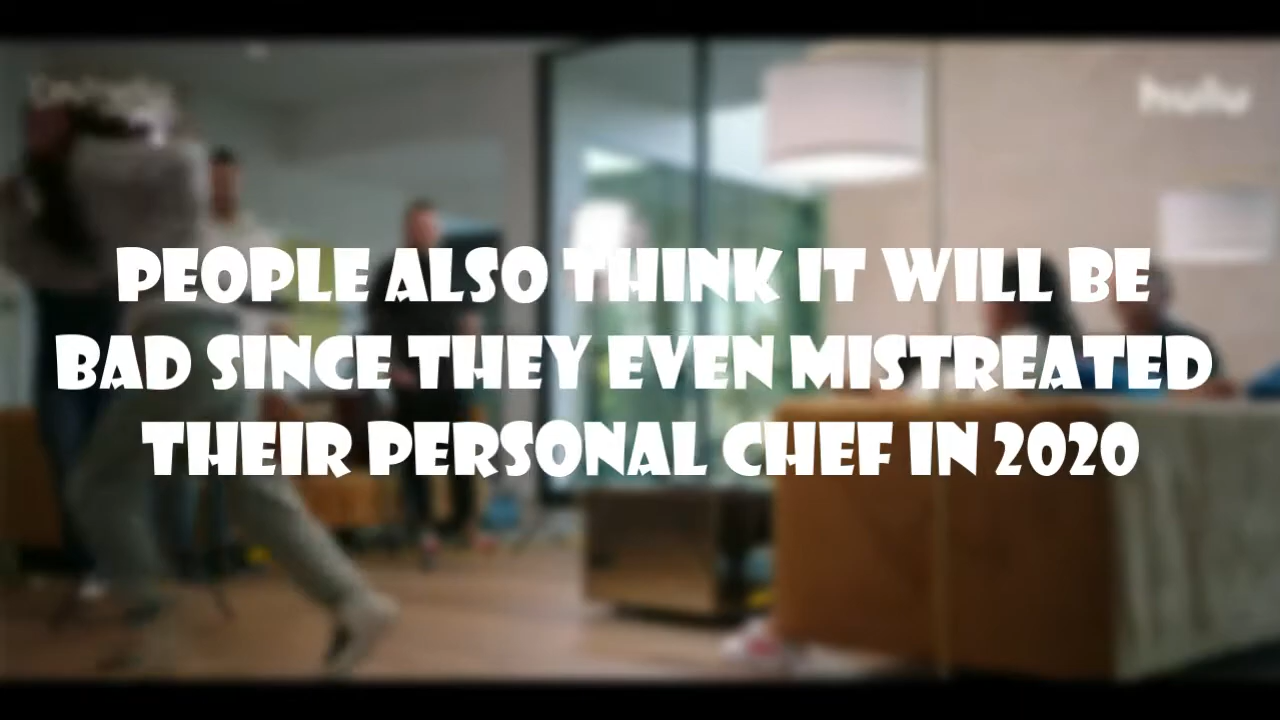 hulu
PEOPLE ALSO THINK IT WILL BE
BAD SINCE THEY EVEN MISTREATED
THEIR PERSONAL CHEF IN 2020